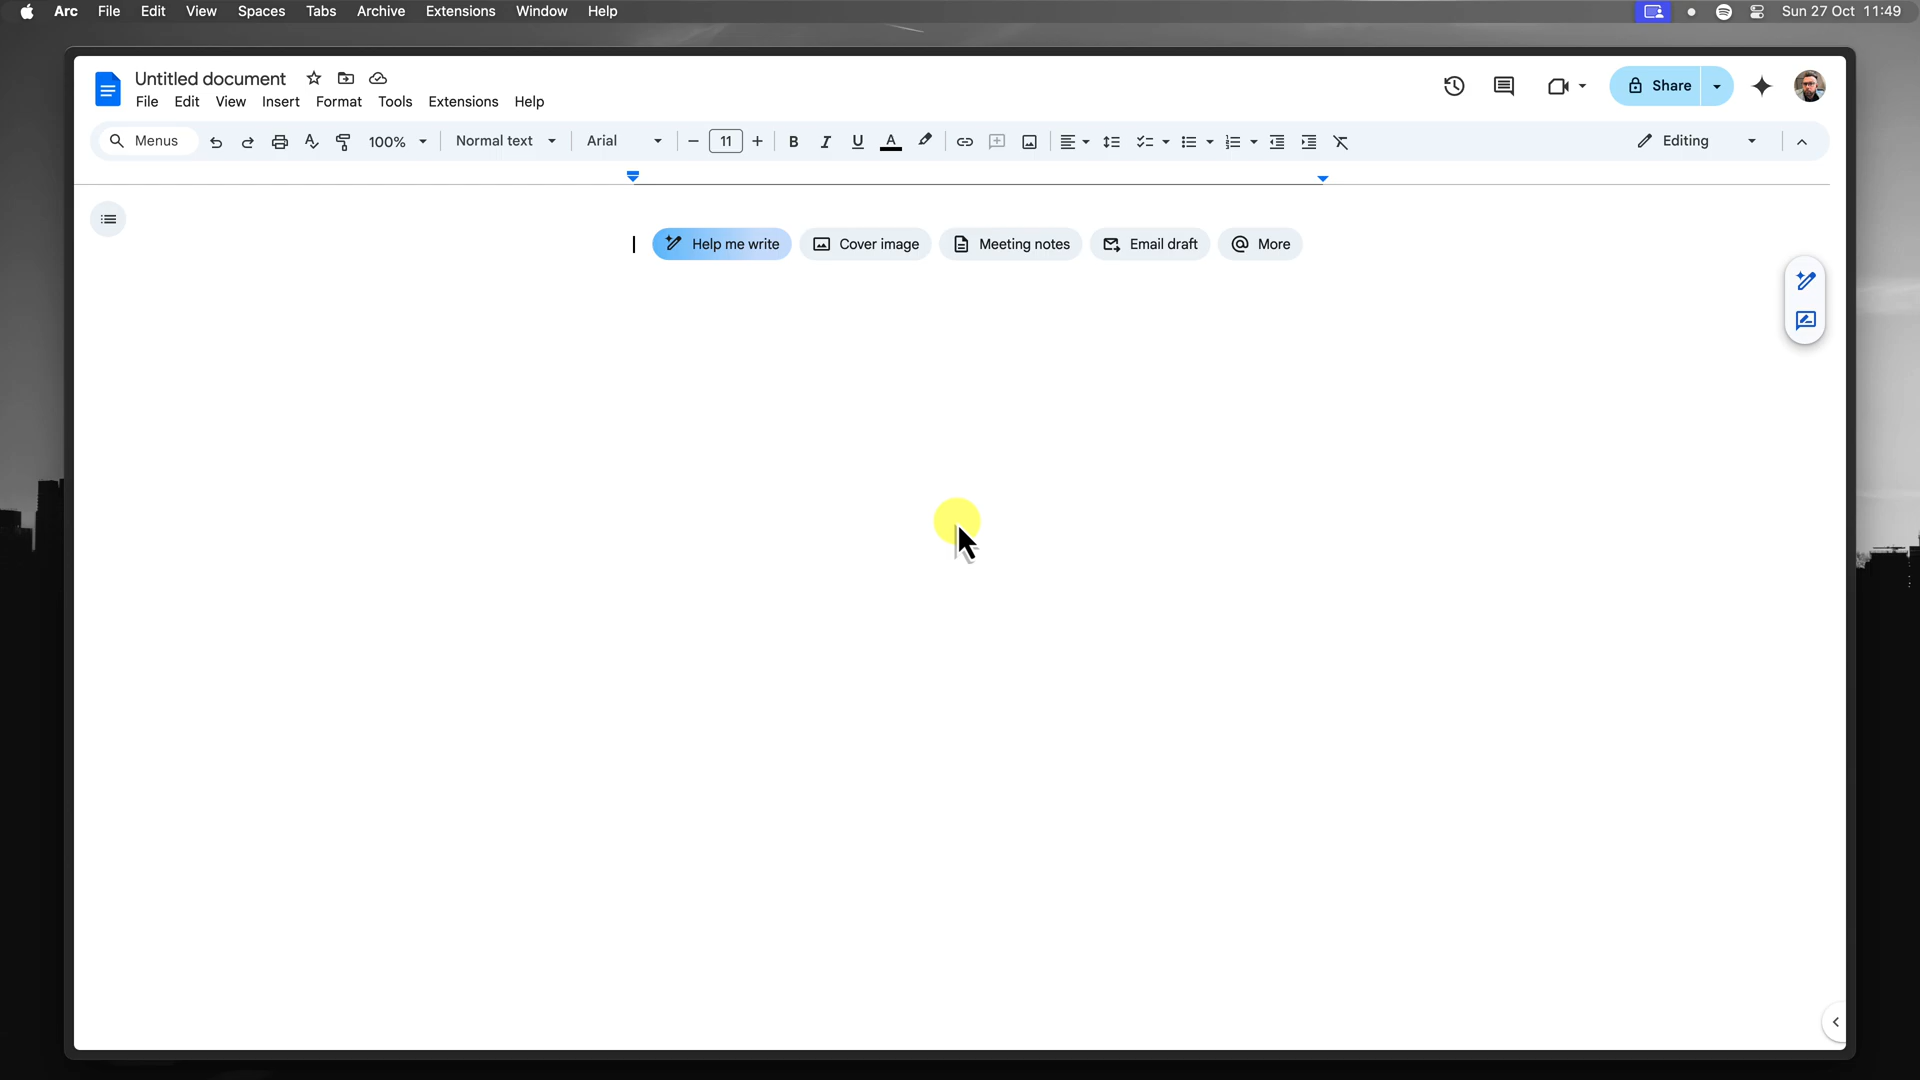 Arc File Edit View Spaces Tabs Archive Extensions Window Help Sun 27 Oct 11:49
Untitled document
File Edit View Insert Format Tools Extensions Help
Share
Menus 100% Normal text Arial 11 B I U A Editing
Help me write Cover image Meeting notes Email draft More